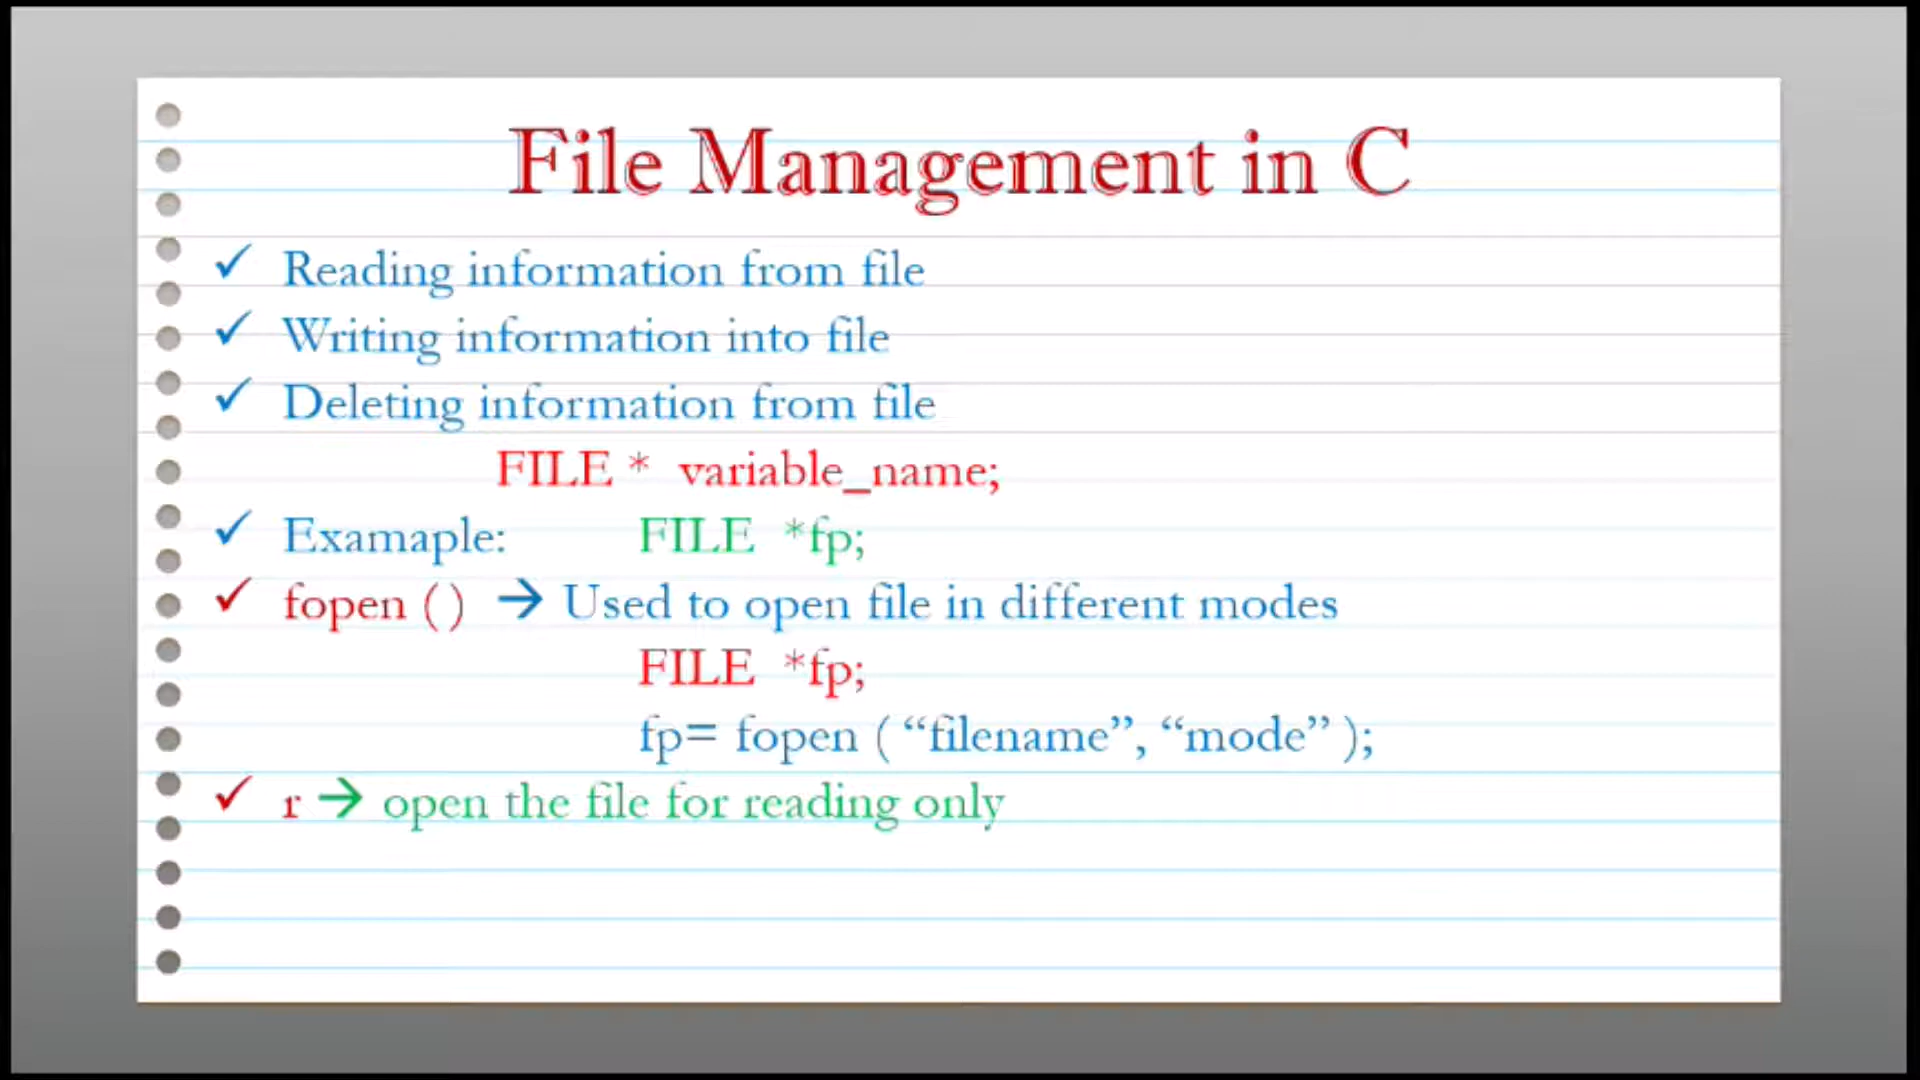 File Management in C
✓ Reading information from file
✓ Writing information into file
✓ Deleting information from file
FILE * variable_name;
✓ Examaple: FILE *fp;
✓ fopen ( ) → Used to open file in different modes
FILE *fp;
fp= fopen ( “filename”, “mode” );
✓ r → open the file for reading only